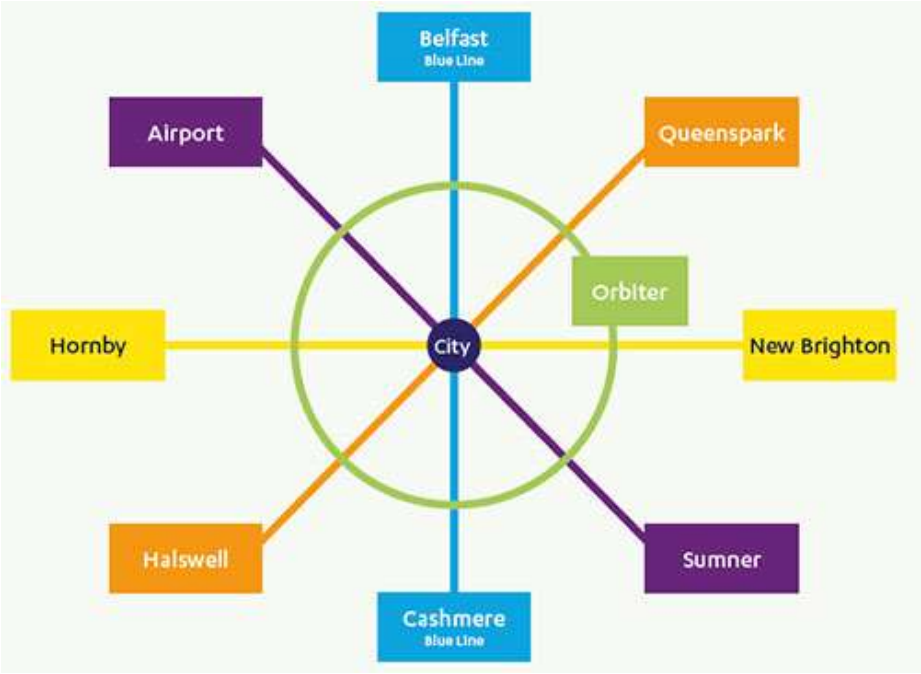 Belfast
Blue Line
Airport
Queenspark
Orbiter
Hornby
City
New Brighton
Halswell
Sumner
Cashmere
Blue Line